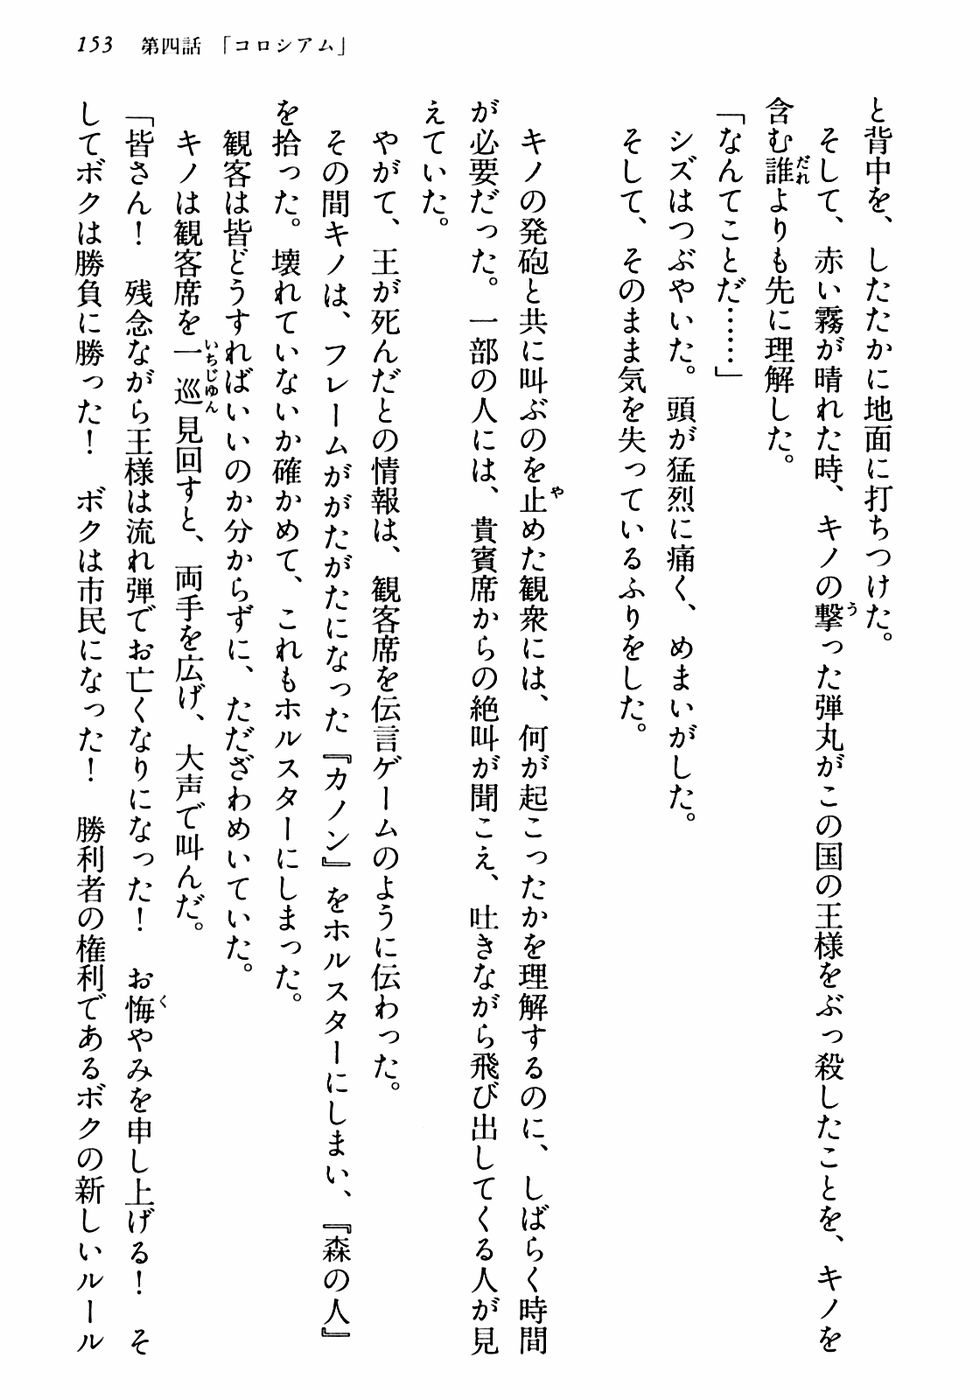 153 第四話 「コロシアム」
と背中を、したたかに地面に打ちつけた。
そして、赤い霧が晴れた時、キノの撃った弾丸がこの国の王様をぶっ殺したことを、キノを
含む誰よりも先に理解した。
「なんてことだ……」
シズはつぶやいた。頭が猛烈に痛く、めまいがした。
そして、そのまま気を失っているふりをした。
キノの発砲と共に叫ぶのを止めた観衆には、何が起こったかを理解するのに、しばらく時間
が必要だった。一部の人には、貴賓席からの絶叫が聞こえ、吐きながら飛び出してくる人が見
えていた。
やがて、王が死んだとの情報は、観客席を伝言ゲームのように伝わった。
その間キノは、フレームががたがたになった『カノン』をホルスターにしまい、『森の人』
を拾った。壊れていないか確かめて、これもホルスターにしまった。
観客は皆どうすればいいのか分からずに、ただざわめいていた。
キノは観客席を一巡見回すと、両手を広げ、大声で叫んだ。
「皆さん！　残念ながら王様は流れ弾でお亡くなりになった！　お悔やみを申し上げる！　そ
してボクは勝負に勝った！　ボクは市民になった！　勝利者の権利であるボクの新しいルール